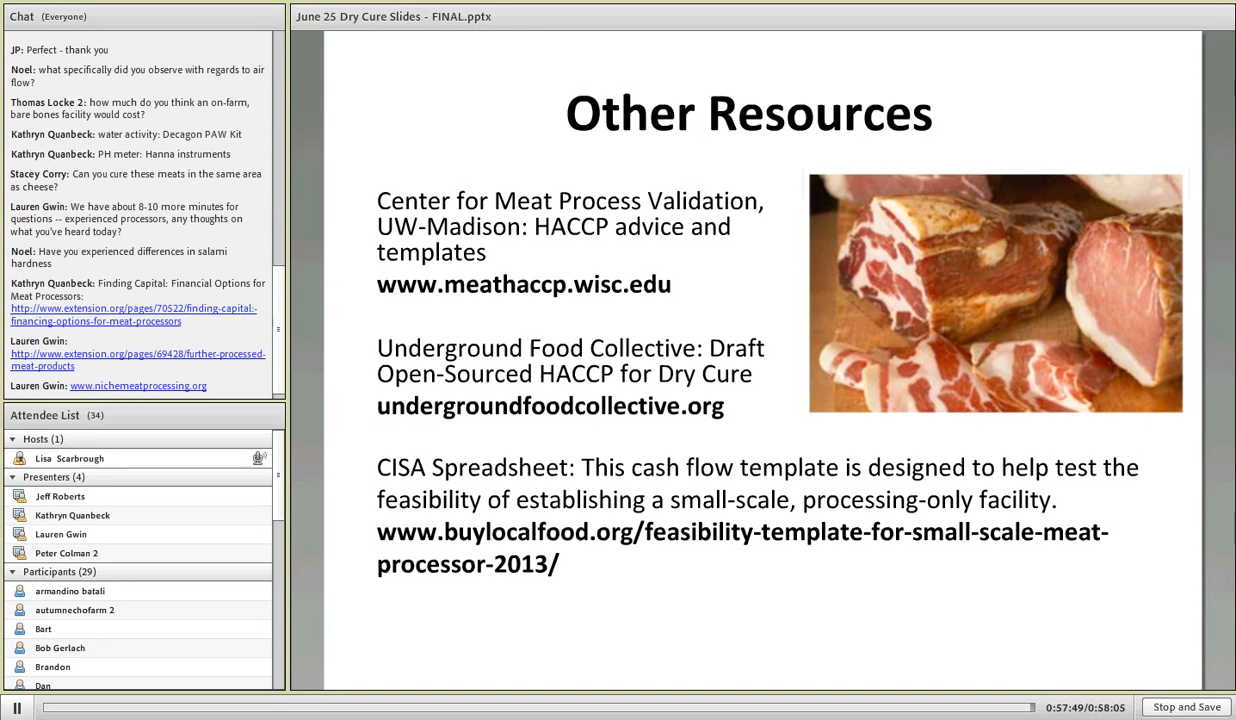 Chat (Everyone)
JP: Perfect - thank you
Noel: what specifically did you observe with regards to air
flow?
Thomas Locke 2: how much do you think an on-farm,
bare bones facility would cost?
Kathryn Quanbeck: water activity: Decagon PAW Kit
Kathryn Quanbeck: PH meter: Hanna instruments
Stacey Corry: Can you cure these meats in the same area
as cheese?
Lauren Gwin: We have about 8-10 more minutes for
questions -- experienced processors, any thoughts on
what you've heard today?
Noel: Have you experienced differences in salami
hardness
Kathryn Quanbeck: Finding Capital: Financial Options for
Meat Processors:
http://www.extension.org/pages/70522/finding-capital:-
financing-options-for-meat-processors
Lauren Gwin:
http://www.extension.org/pages/69428/further-processed-
meat-products
Lauren Gwin: www.nichemeatprocessing.org
Attendee List (34)
Hosts (1)
Lisa Scarbrough
Presenters (4)
Jeff Roberts
Kathryn Quanbeck
Lauren Gwin
Peter Colman 2
Participants (29)
armandino batali
autumnechofarm 2
Bart
Bob Gerlach
Brandon
Dan
June 25 Dry Cure Slides - FINAL.pptx
Other Resources
Center for Meat Process Validation,
UW-Madison: HACCP advice and
templates
www.meathaccp.wisc.edu
Underground Food Collective: Draft
Open-Sourced HACCP for Dry Cure
undergroundfoodcollective.org
CISA Spreadsheet: This cash flow template is designed to help test the
feasibility of establishing a small-scale, processing-only facility.
www.buylocalfood.org/feasibility-template-for-small-scale-meat-
processor-2013/
0:57:49/0:58:05
Stop and Save